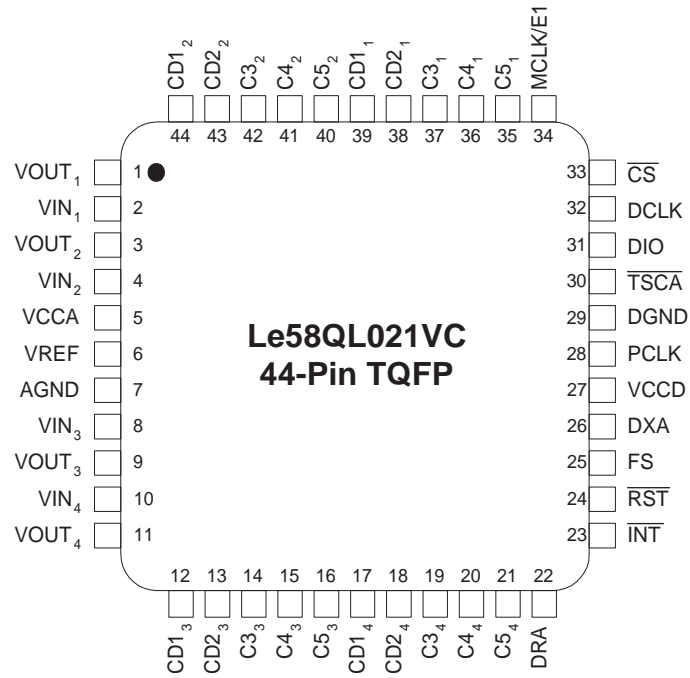 CD1₂ CD2₂ C3₂ C4₂ C5₂ CD1₁ CD2₁ C3₁ C4₁ C5₁ MCLK/E1
44 43 42 41 40 39 38 37 36 35 34
VOUT₁ 1
VIN₁ 2
VOUT₂ 3
VIN₂ 4
VCCA 5
VREF 6
AGND 7
VIN₃ 8
VOUT₃ 9
VIN₄ 10
VOUT₄ 11
Le58QL021VC
44-Pin TQFP
33 C̅S̅
32 DCLK
31 DIO
30 T̅S̅C̅A̅
29 DGND
28 PCLK
27 VCCD
26 DXA
25 FS
24 R̅S̅T̅
23 I̅N̅T̅
12 13 14 15 16 17 18 19 20 21 22
CD1₃ CD2₃ C3₃ C4₃ C5₃ CD1₄ CD2₄ C3₄ C4₄ C5₄ DRA